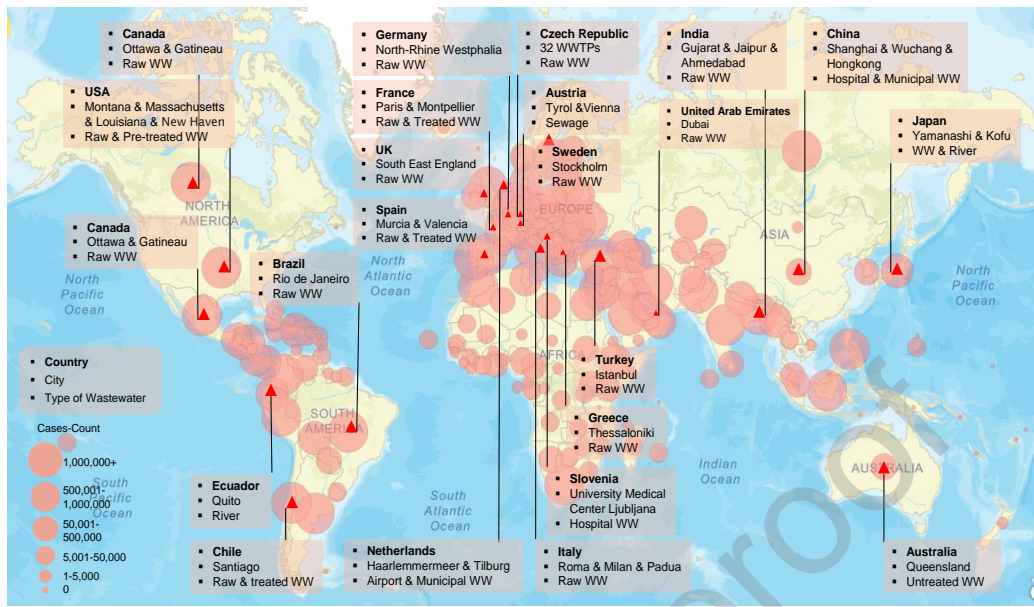 Canada
Ottawa & Gatineau
Raw WW
USA
Montana & Massachusetts
& Louisiana & New Haven
Raw & Pre-treated WW
Germany
North-Rhine Westphalia
Raw WW
France
Paris & Montpellier
Raw & Treated WW
UK
South East England
Raw WW
Spain
Murcia & Valencia
Raw & Treated WW
Czech Republic
32 WWTPs
Raw WW
Austria
Tyrol &Vienna
Sewage
Sweden
Stockholm
Raw WW
India
Gujarat & Jaipur &
Ahmedabad
Raw WW
United Arab Emirates
Dubai
Raw WW
China
Shanghai & Wuchang &
Hongkong
Hospital & Municipal WW
Japan
Yamanashi & Kofu
WW & River
Canada
Ottawa & Gatineau
Raw WW
Brazil
Rio de Janeiro
Raw WW
NORTH
AMERICA
EUROPE
ASIA
AFRICA
SOUTH
AMERICA
AUSTRALIA
North
Pacific
Ocean
North
Atlantic
Ocean
North
Pacific
Ocean
South
Pacific
Ocean
South
Atlantic
Ocean
Indian
Ocean
Country
City
Type of Wastewater
Cases-Count
1,000,000+
500,001-
1,000,000
50,001-
500,000
5,001-50,000
1-5,000
0
Turkey
Istanbul
Raw WW
Greece
Thessaloniki
Raw WW
Slovenia
University Medical
Center Ljubljana
Hospital WW
Ecuador
Quito
River
Chile
Santiago
Raw & treated WW
Netherlands
Haarlemmermeer & Tilburg
Airport & Municipal WW
Italy
Roma & Milan & Padua
Raw WW
Australia
Queensland
Untreated WW
proof